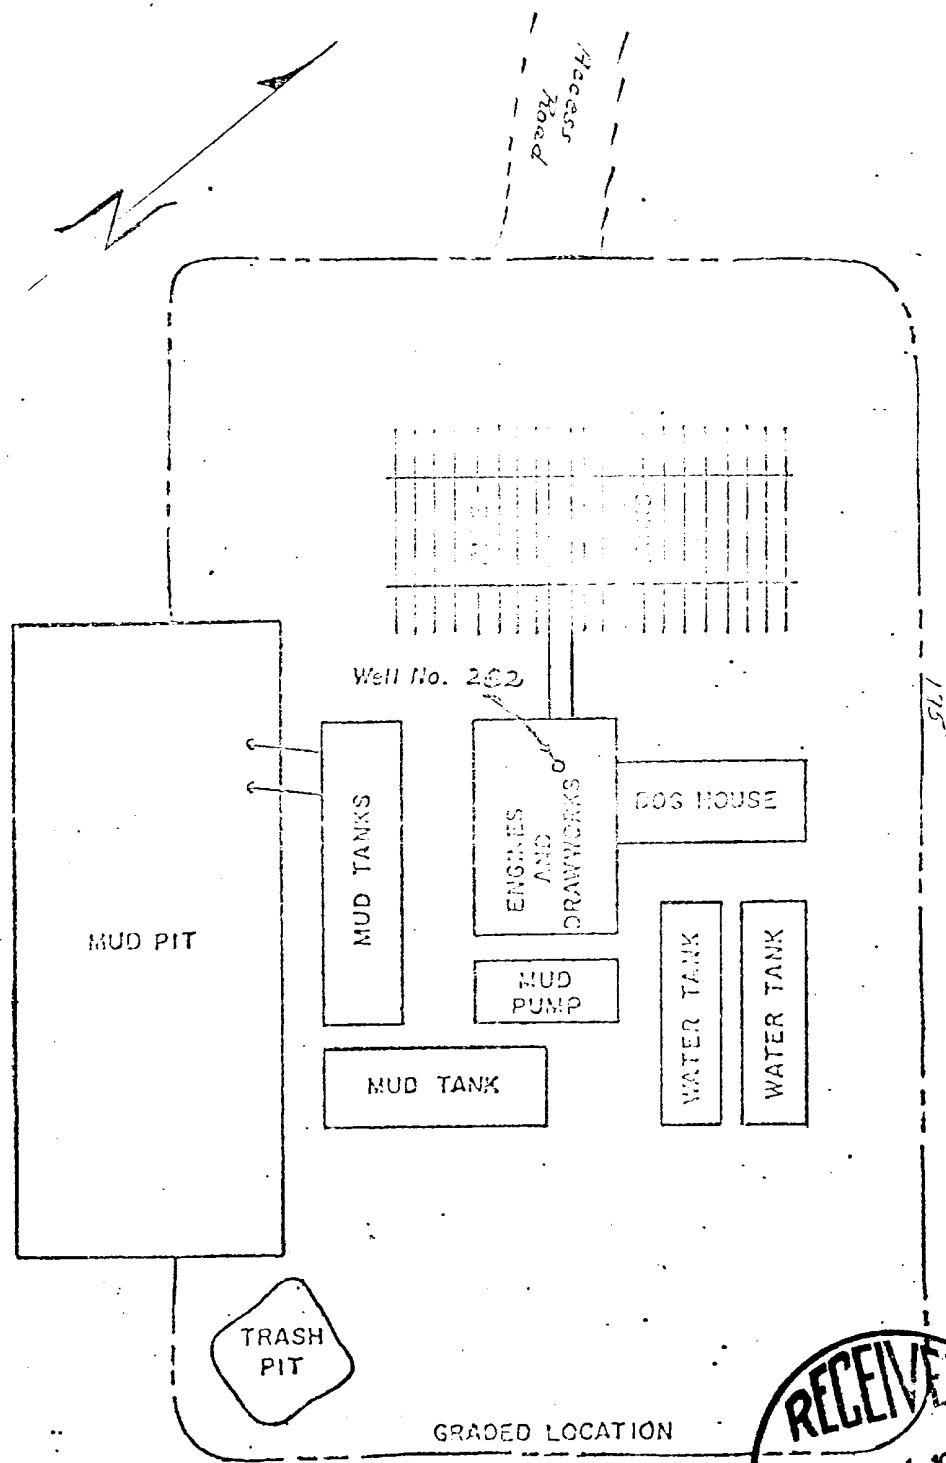 Access
Road
Well No. 262
175'
ENGINES
AND
DRAWWORKS
DOG HOUSE
MUD TANKS
MUD PIT
MUD
PUMP
WATER TANK
WATER TANK
MUD TANK
TRASH
PIT
GRADED LOCATION